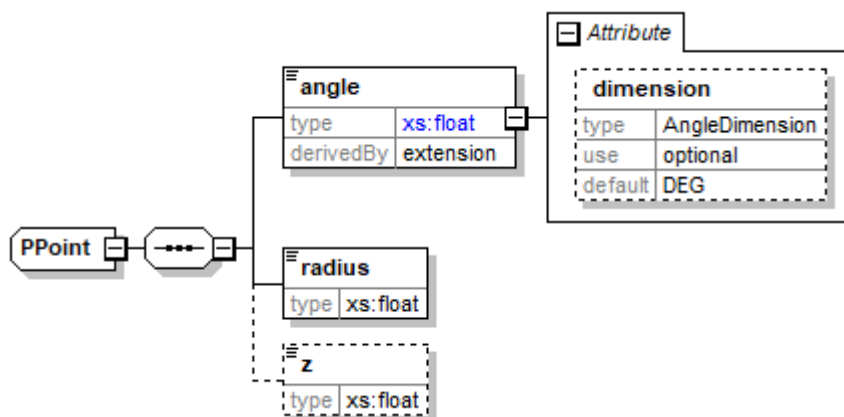 Attribute
angle
type xs:float
derivedBy extension
dimension
type AngleDimension
use optional
default DEG
PPoint
radius
type xs:float
z
type xs:float